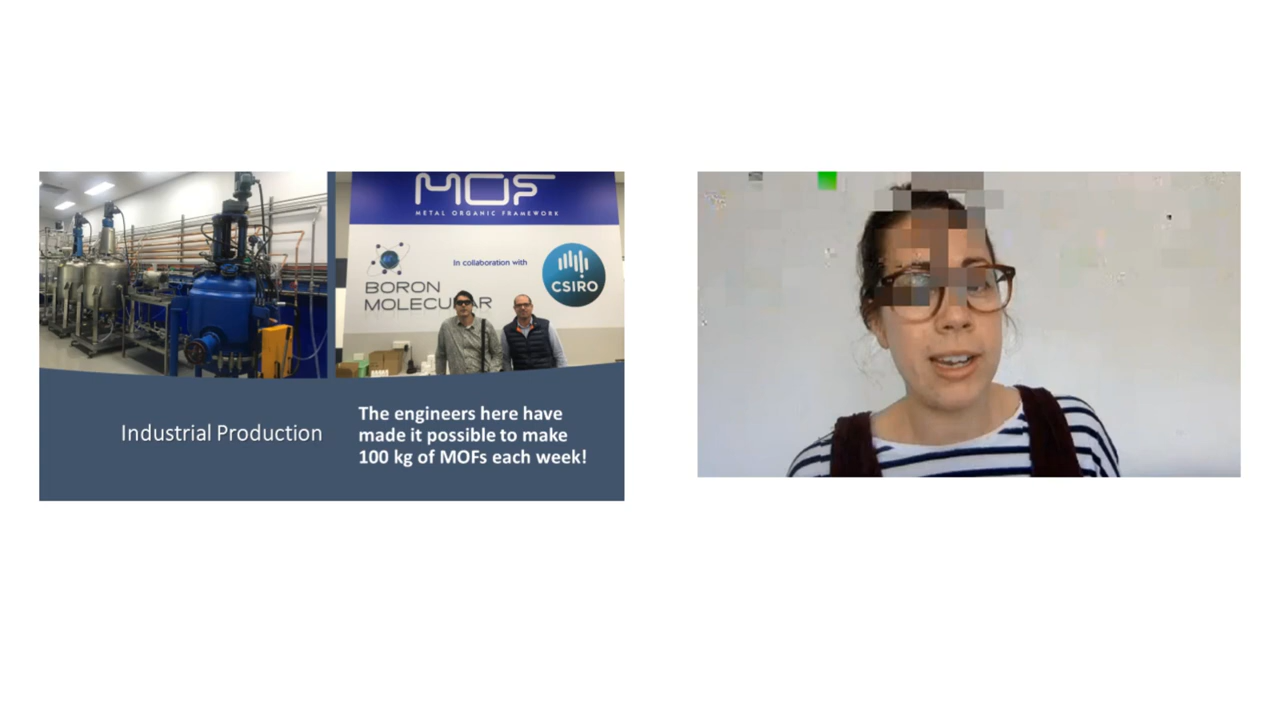 MOF
METAL ORGANIC FRAMEWORK
BORON
MOLECULAR
In collaboration with
CSIRO
Industrial Production
The engineers here have
made it possible to make
100 kg of MOFs each week!